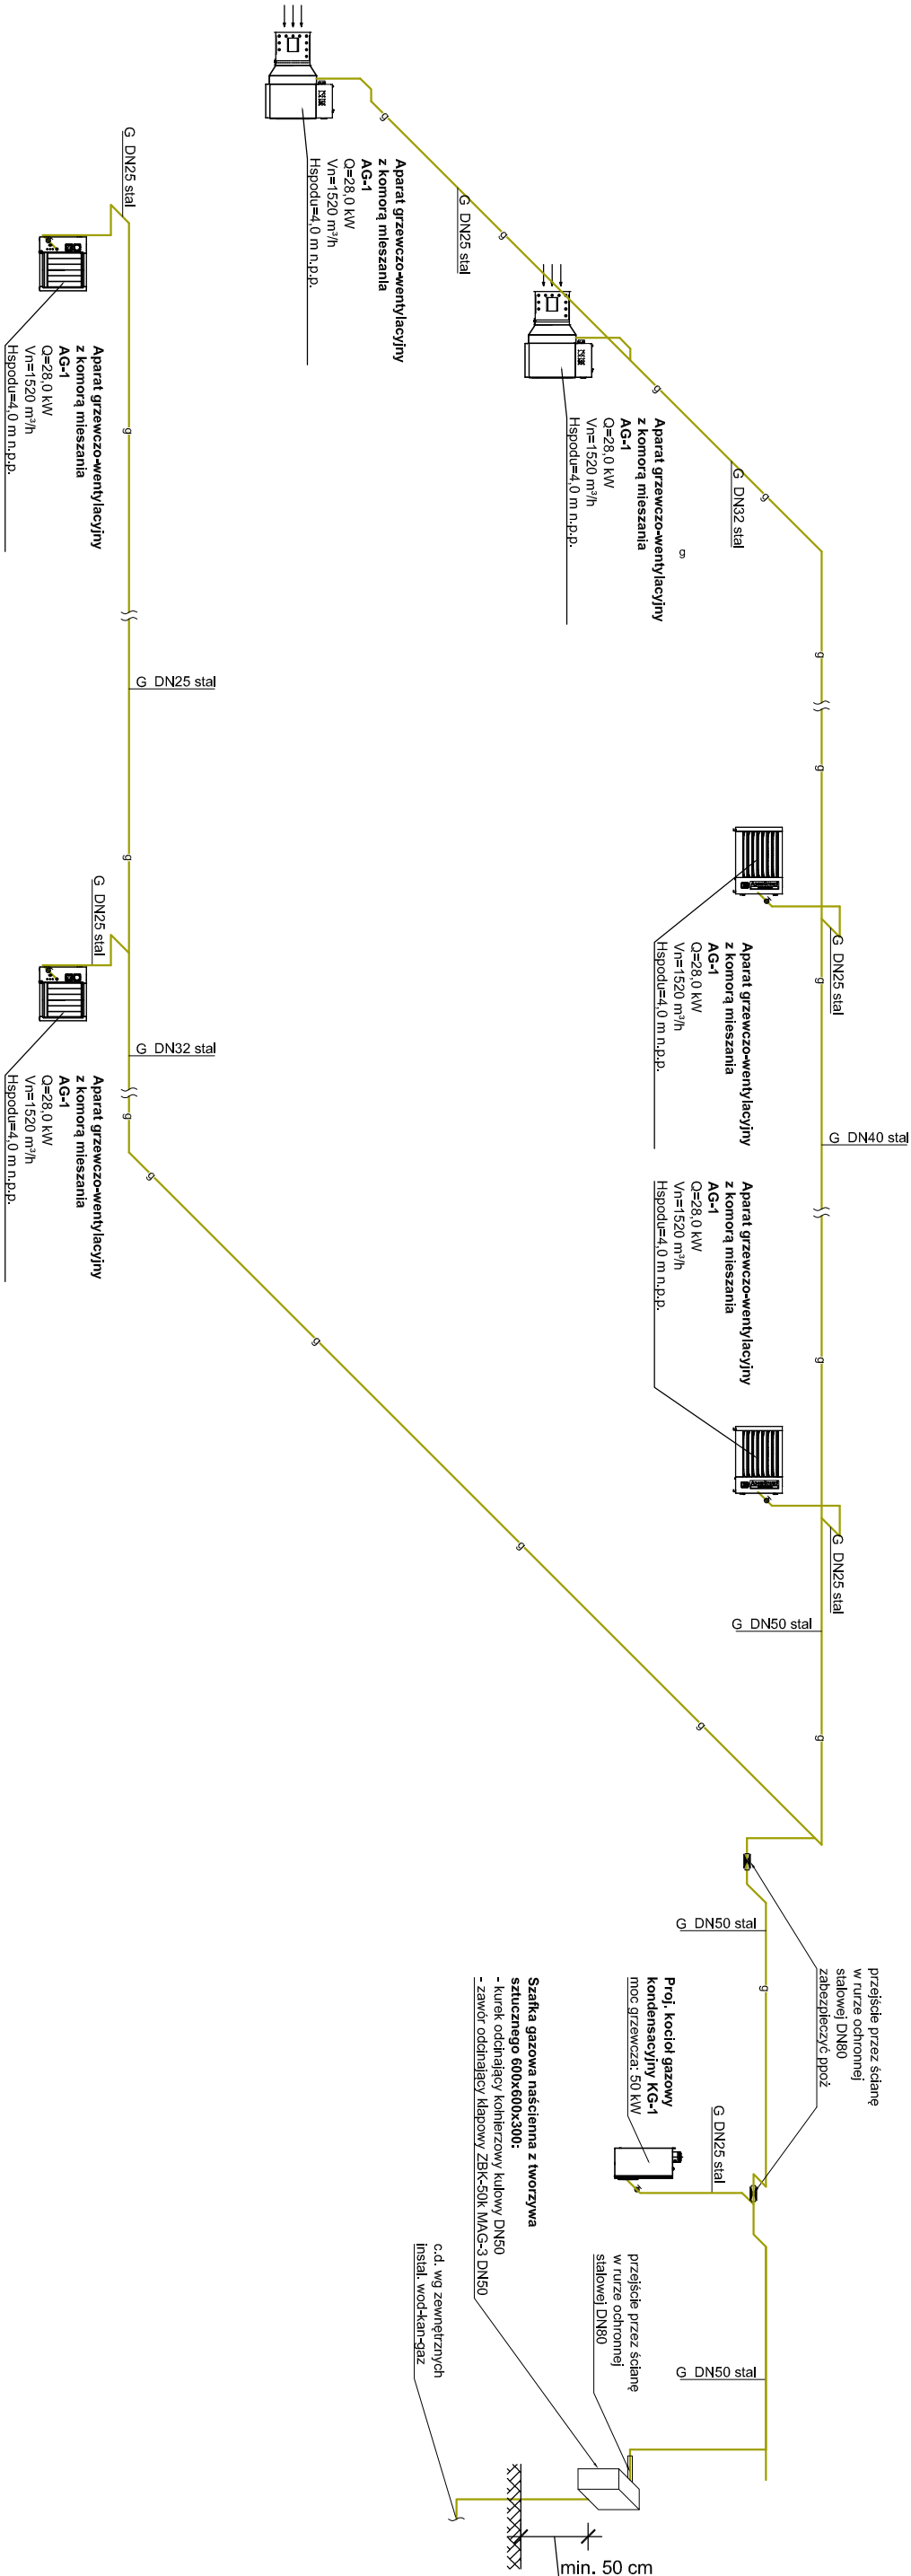 G  DN25 stal
Aparat grzewczo-wentylacyjny
z komorą mieszania
AG-1
Q=28,0 kW
Vn=1520 m³/h
Hspodu=4,0 m n.p.p.
g
G  DN25 stal
g
Aparat grzewczo-wentylacyjny
z komorą mieszania
AG-1
Q=28,0 kW
Vn=1520 m³/h
Hspodu=4,0 m n.p.p.
g
G  DN32 stal
g
g
Aparat grzewczo-wentylacyjny
z komorą mieszania
AG-1
Q=28,0 kW
Vn=1520 m³/h
Hspodu=4,0 m n.p.p.
g
g
G  DN25 stal
g
g
G  DN25 stal
Aparat grzewczo-wentylacyjny
z komorą mieszania
AG-1
Q=28,0 kW
Vn=1520 m³/h
Hspodu=4,0 m n.p.p.
G  DN25 stal
g
G  DN25 stal
G  DN32 stal
Aparat grzewczo-wentylacyjny
z komorą mieszania
AG-1
Q=28,0 kW
Vn=1520 m³/h
Hspodu=4,0 m n.p.p.
g
g
G  DN40 stal
Aparat grzewczo-wentylacyjny
z komorą mieszania
AG-1
Q=28,0 kW
Vn=1520 m³/h
Hspodu=4,0 m n.p.p.
g
g
g
G  DN25 stal
G  DN50 stal
g
g
G  DN50 stal
przejście przez ścianę
w rurze ochronnej
stalowej DN80
zabezpieczyć ppoż
g
Proj. kocioł gazowy
kondensacyjny KG-1
moc grzewcza: 50 kW
Szafka gazowa naścienna z tworzywa
sztucznego 600x600x300:
- kurek odcinający kołnierzowy kulowy DN50
- zawór odcinający klapowy ZBK-50k MAG-3 DN50
G DN25 stal
przejście przez ścianę
w rurze ochronnej
stalowej DN80
c.d. wg zewnętrznych
instal. wod-kan-gaz
G  DN50 stal
min. 50 cm